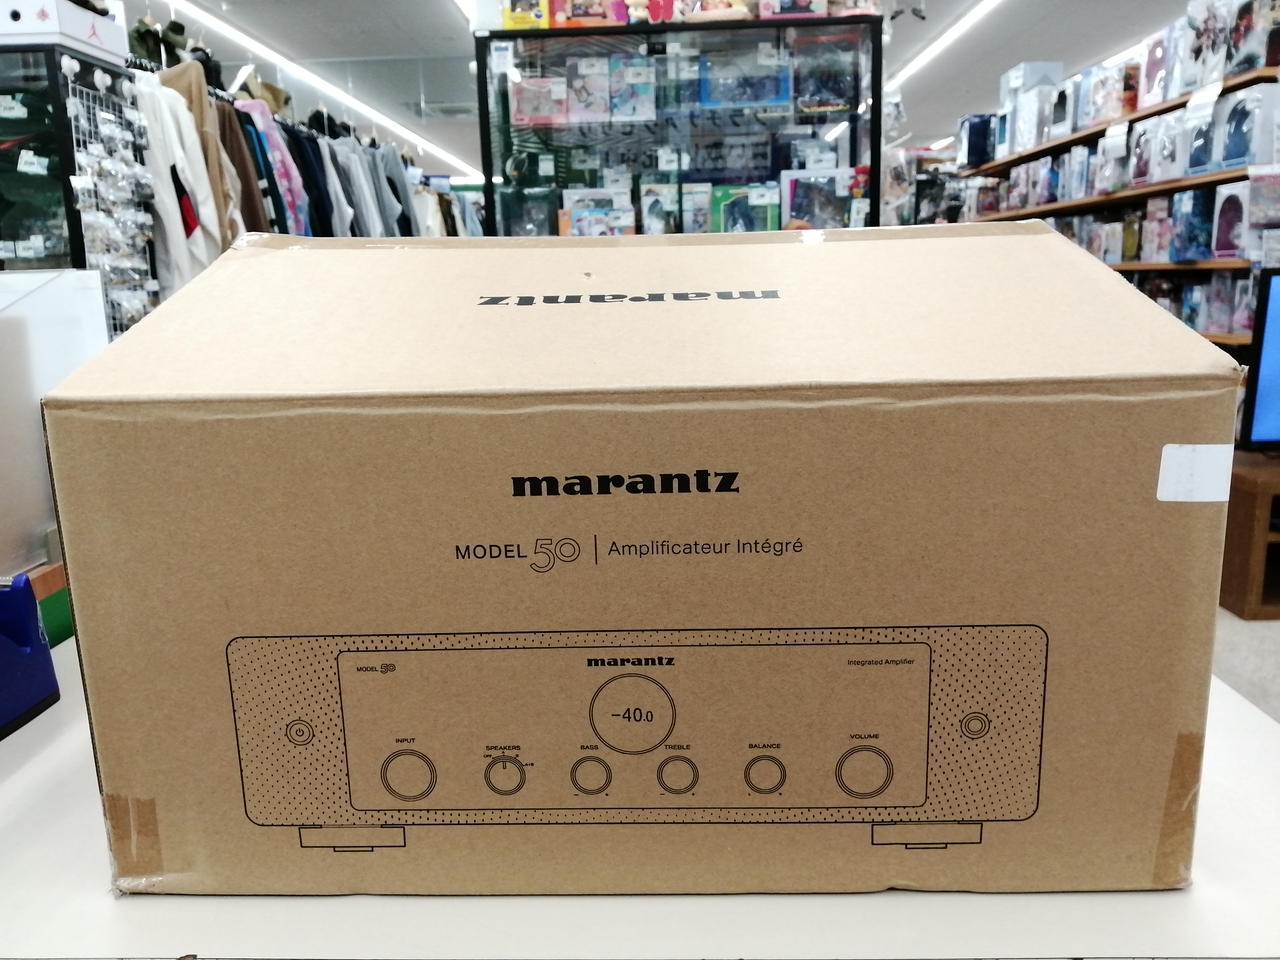 marantz
marantz
MODEL 50 | Amplificateur Intégré
MODEL 50
marantz
Integrated Amplifier
-40.0
INPUT
SPEAKERS
BASS
TREBLE
BALANCE
VOLUME
OFF A B A+B
- +
- +
L R